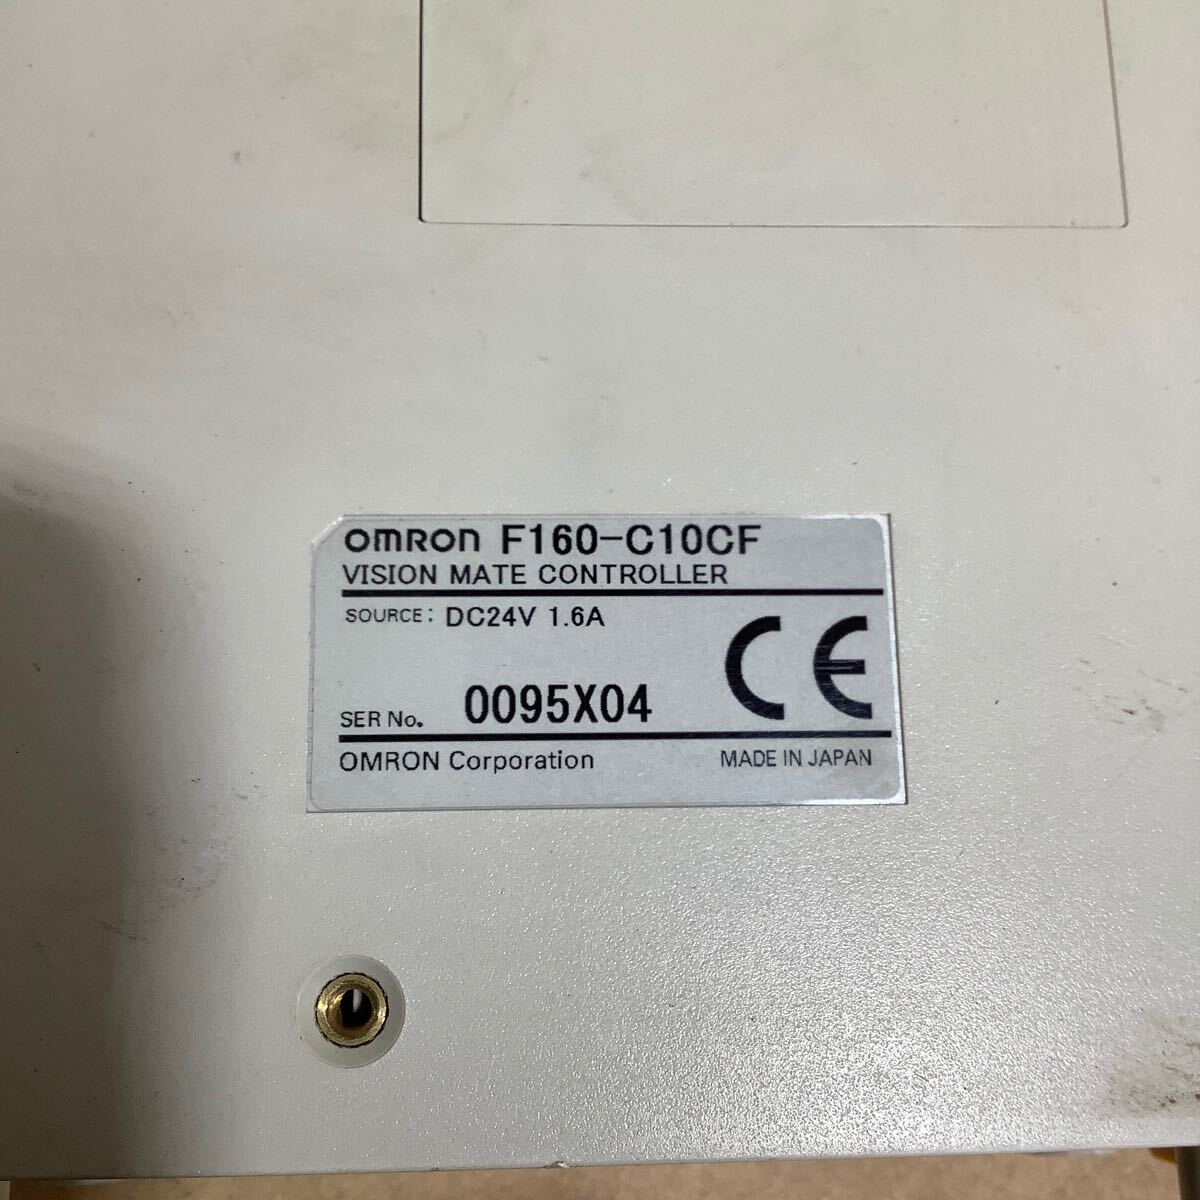 omron F160-C10CF
VISION MATE CONTROLLER
SOURCE: DC24V 1.6A
CE
SER No. 0095X04
OMRON Corporation MADE IN JAPAN